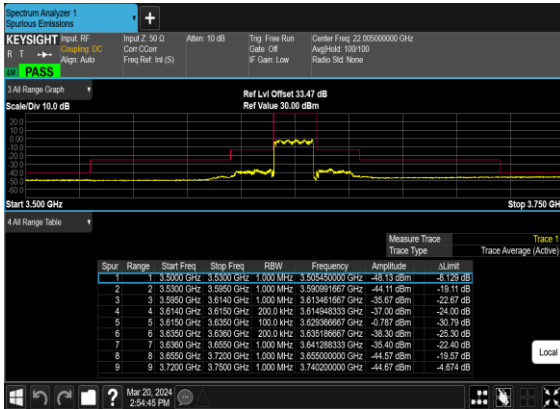 Spectrum Analyzer 1
Spurious Emissions
+
KEYSIGHT Input: RF Input Z: 50 Ω Atten: 10 dB Trig: Free Run Center Freq: 22.005000000 GHz
R T Coupling: DC Corr CCorr Gate: Off Avg|Hold: 100/100
Align: Auto Freq Ref: Int (S) IF Gain: Low Radio Std: None
PASS
3 All Range Graph
Ref Lvl Offset 33.47 dB
Scale/Div 10.0 dB Ref Value 30.00 dBm
20.0
10.0
0.00
-10.0
-20.0
-30.0
-40.0
-50.0
-60.0
Start 3.500 GHz Stop 3.750 GH
4 All Range Table
Measure Trace Trace 1
Trace Type Trace Average (Active)
Spur Range Start Freq Stop Freq RBW Frequency Amplitude ΔLimit
1 1 3.5000 GHz 3.5300 GHz 1.000 MHz 3.505450000 GHz -48.13 dBm -8.129 dB
2 2 3.5300 GHz 3.5950 GHz 1.000 MHz 3.590991667 GHz -44.11 dBm -19.11 dB
3 3 3.5950 GHz 3.6140 GHz 1.000 MHz 3.613461667 GHz -35.67 dBm -22.67 dB
4 4 3.6140 GHz 3.6150 GHz 200.0 kHz 3.614948333 GHz -37.00 dBm -24.00 dB
5 5 3.6150 GHz 3.6350 GHz 100.0 kHz 3.629366667 GHz -0.787 dBm -30.79 dB
6 6 3.6350 GHz 3.6360 GHz 200.0 kHz 3.635186667 GHz -38.30 dBm -25.30 dB
7 7 3.6360 GHz 3.6550 GHz 1.000 MHz 3.641288333 GHz -35.40 dBm -22.40 dB
8 8 3.6550 GHz 3.7200 GHz 1.000 MHz 3.655000000 GHz -44.57 dBm -19.57 dB
9 9 3.7200 GHz 3.7500 GHz 1.000 MHz 3.740200000 GHz -44.67 dBm -4.674 dB
Local
?
Mar 20, 2024
2:54:45 PM